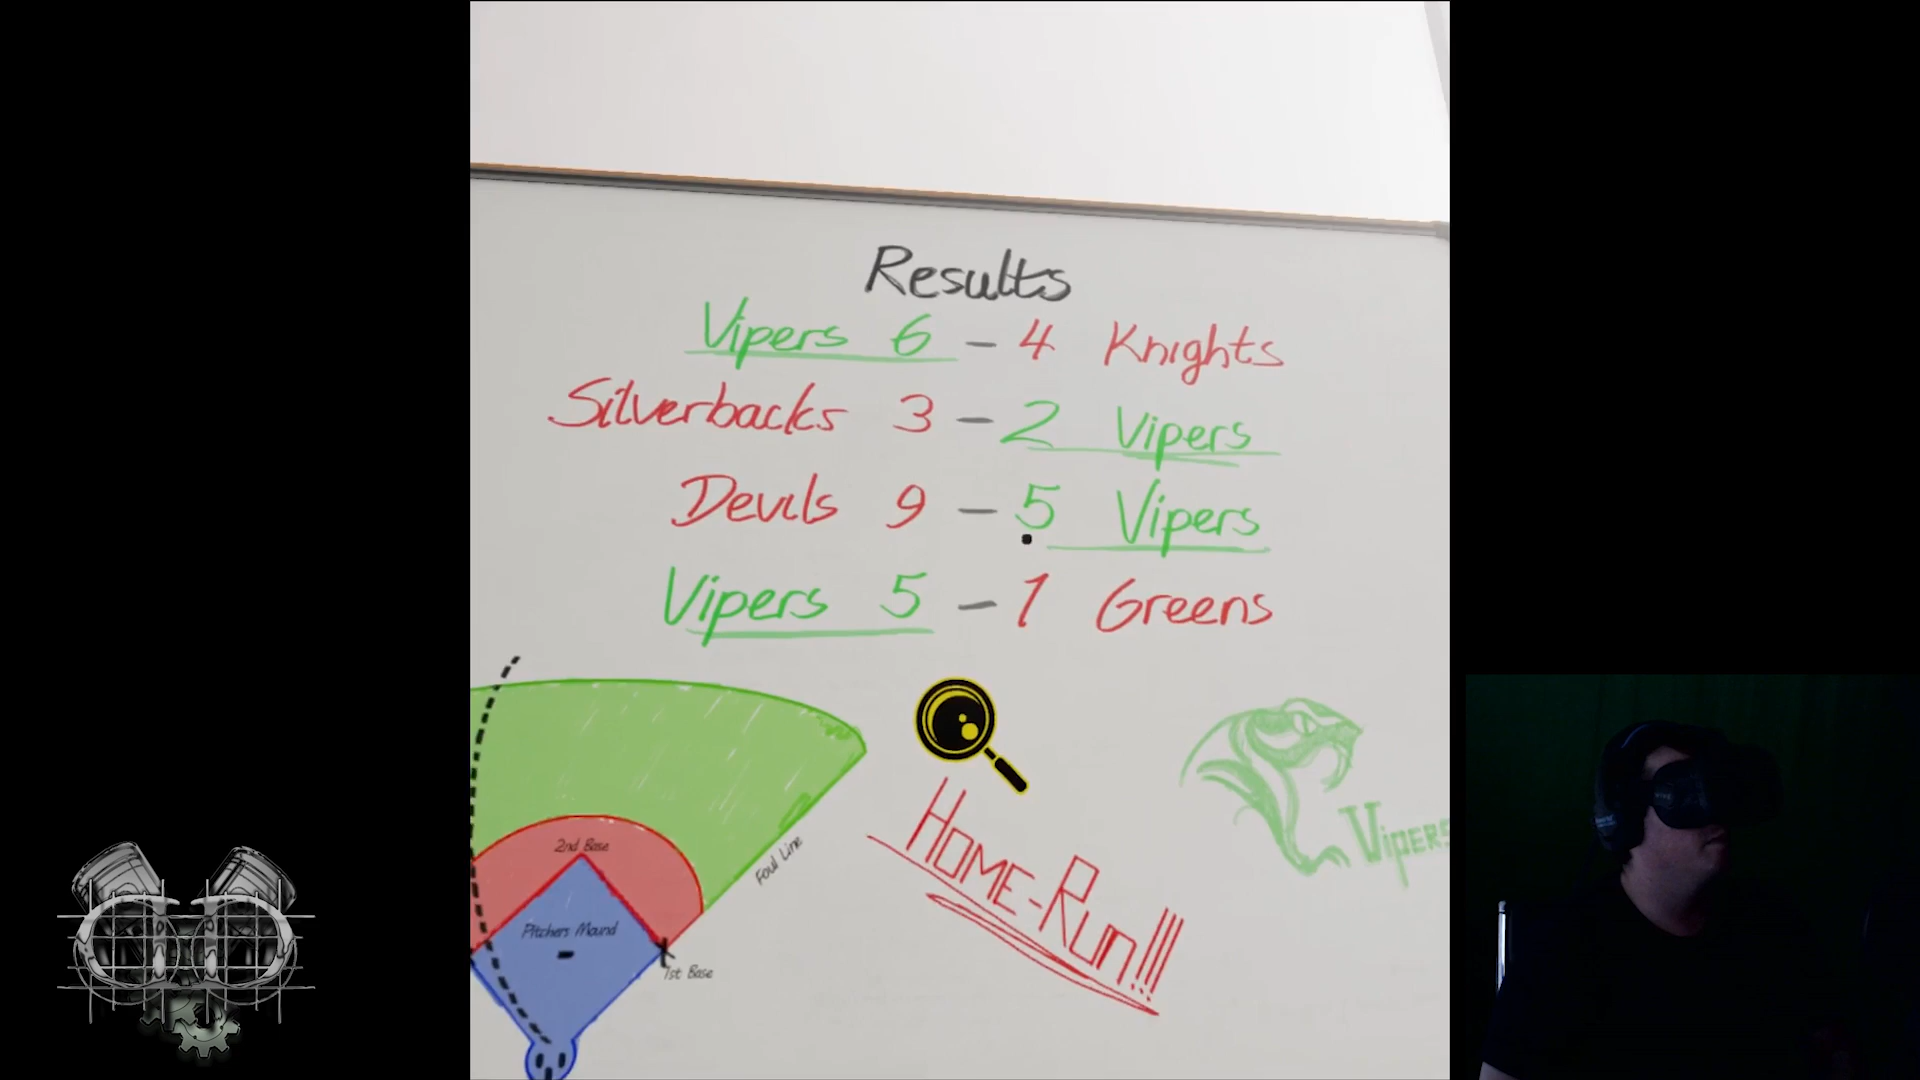 Results
Vipers 6 - 4 Knights
Silverbacks 3 - 2 Vipers
Devils 9 - 5 Vipers
Vipers 5 - 1 Greens
2nd Base
Foul Line
Pitchers Mound
1st Base
HOME-RUN!!!
VIPERS